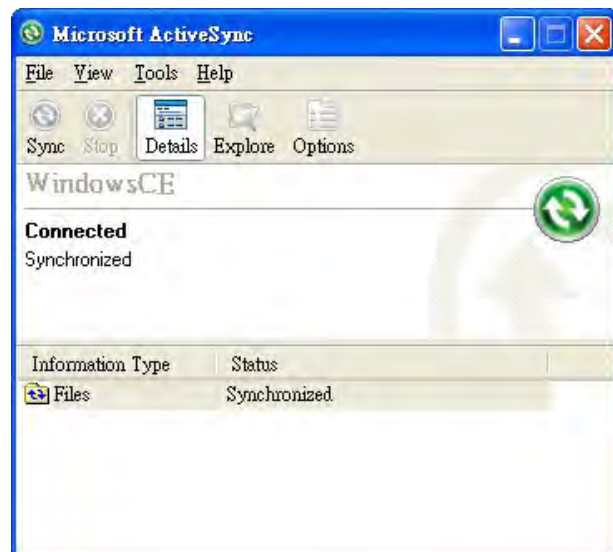 Microsoft ActiveSync
File View Tools Help
Sync Stop Details Explore Options
WindowsCE
Connected
Synchronized
Information Type Status
Files Synchronized